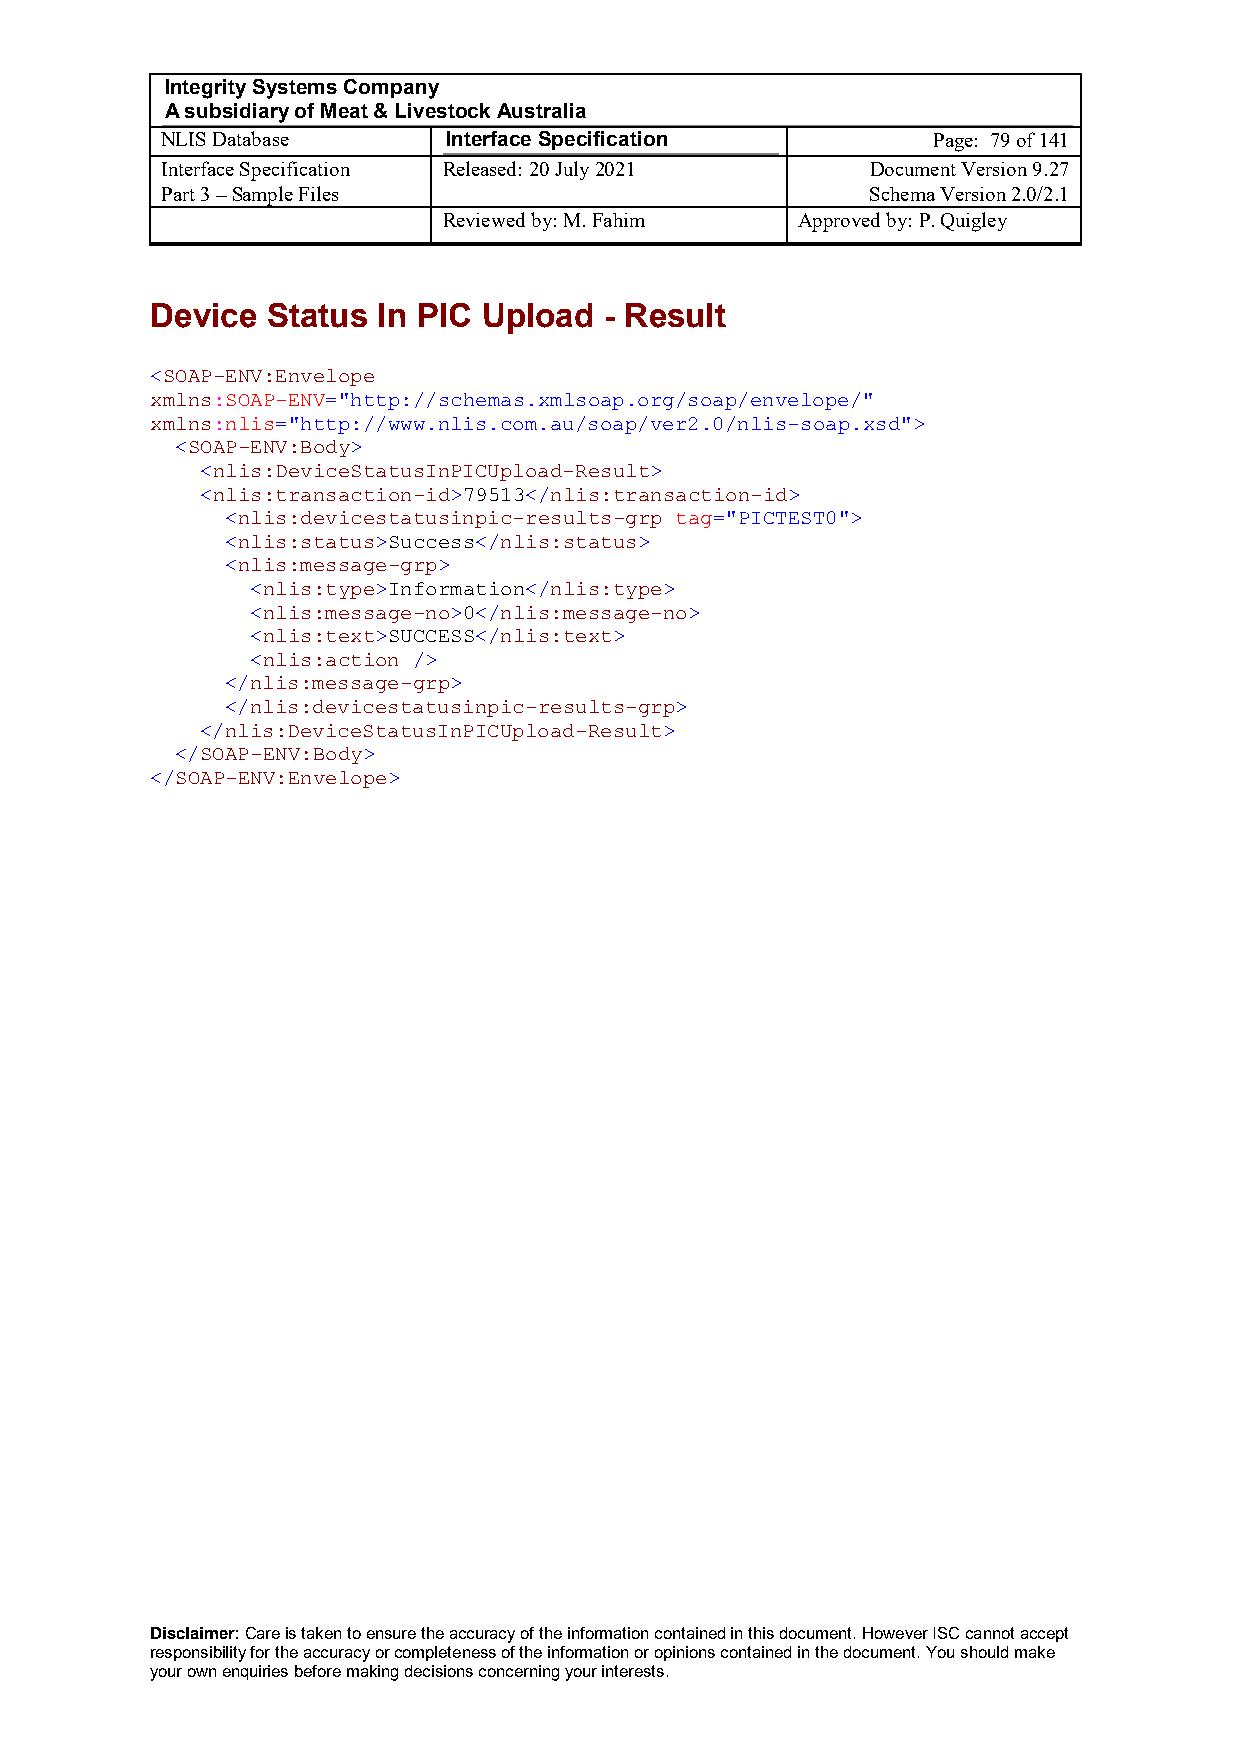 Integrity Systems Company
A subsidiary of Meat & Livestock Australia
NLIS Database Interface Specification Page: 79 of 141
Interface Specification Released: 20 July 2021 Document Version 9.27
Part 3 – Sample Files Schema Version 2.0/2.1
Reviewed by: M. Fahim Approved by: P. Quigley
Device Status In PIC Upload - Result
<SOAP-ENV:Envelope
xmlns:SOAP-ENV="http://schemas.xmlsoap.org/soap/envelope/"
xmlns:nlis="http://www.nlis.com.au/soap/ver2.0/nlis-soap.xsd">
  <SOAP-ENV:Body>
    <nlis:DeviceStatusInPICUpload-Result>
    <nlis:transaction-id>79513</nlis:transaction-id>
      <nlis:devicestatusinpic-results-grp tag="PICTEST0">
      <nlis:status>Success</nlis:status>
      <nlis:message-grp>
        <nlis:type>Information</nlis:type>
        <nlis:message-no>0</nlis:message-no>
        <nlis:text>SUCCESS</nlis:text>
        <nlis:action />
      </nlis:message-grp>
      </nlis:devicestatusinpic-results-grp>
    </nlis:DeviceStatusInPICUpload-Result>
  </SOAP-ENV:Body>
</SOAP-ENV:Envelope>
Disclaimer: Care is taken to ensure the accuracy of the information contained in this document. However ISC cannot accept
responsibility for the accuracy or completeness of the information or opinions contained in the document. You should make
your own enquiries before making decisions concerning your interests.